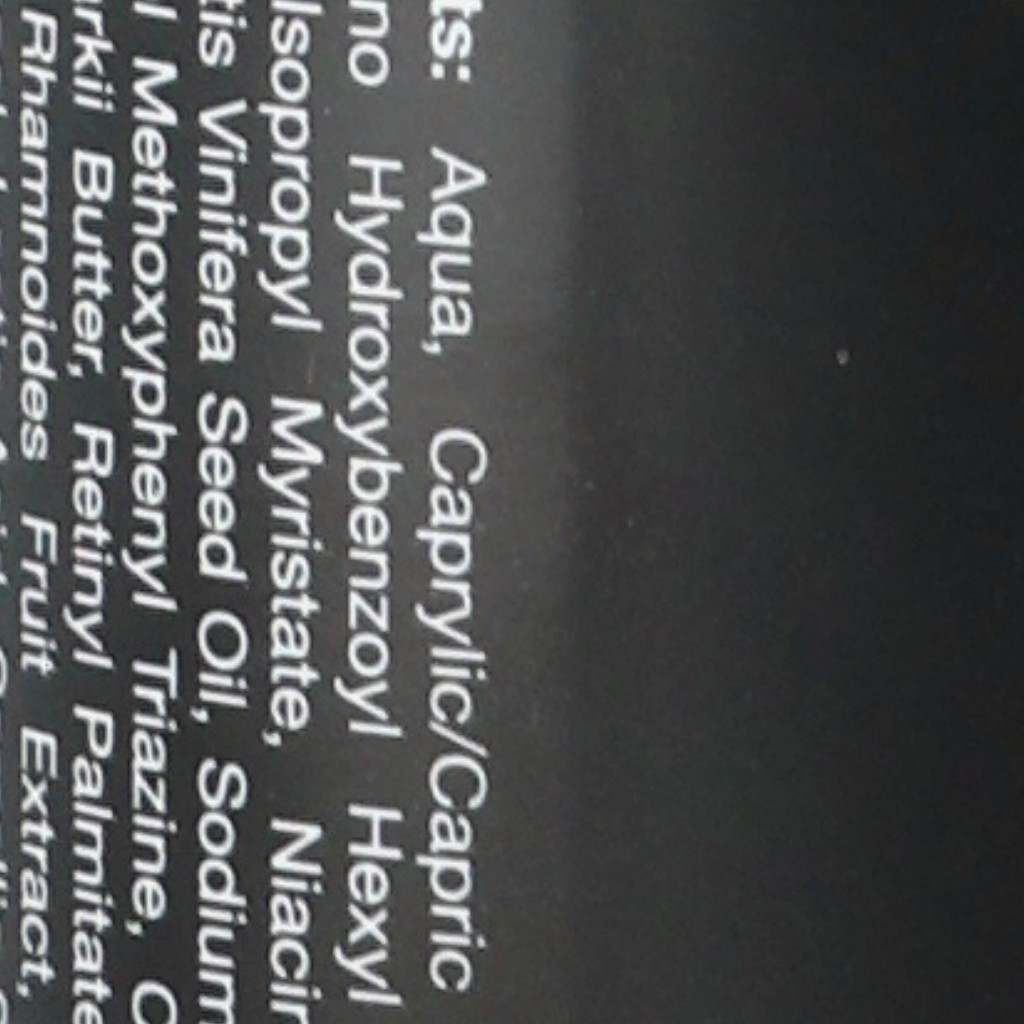 ts: Aqua, Caprylic/Capric
no Hydroxybenzoyl Hexyl
Isopropyl Myristate, Niacin
tis Vinifera Seed Oil, Sodium
l Methoxyphenyl Triazine, C
rkii Butter, Retinyl Palmitate
Rhamnoides Fruit Extract,